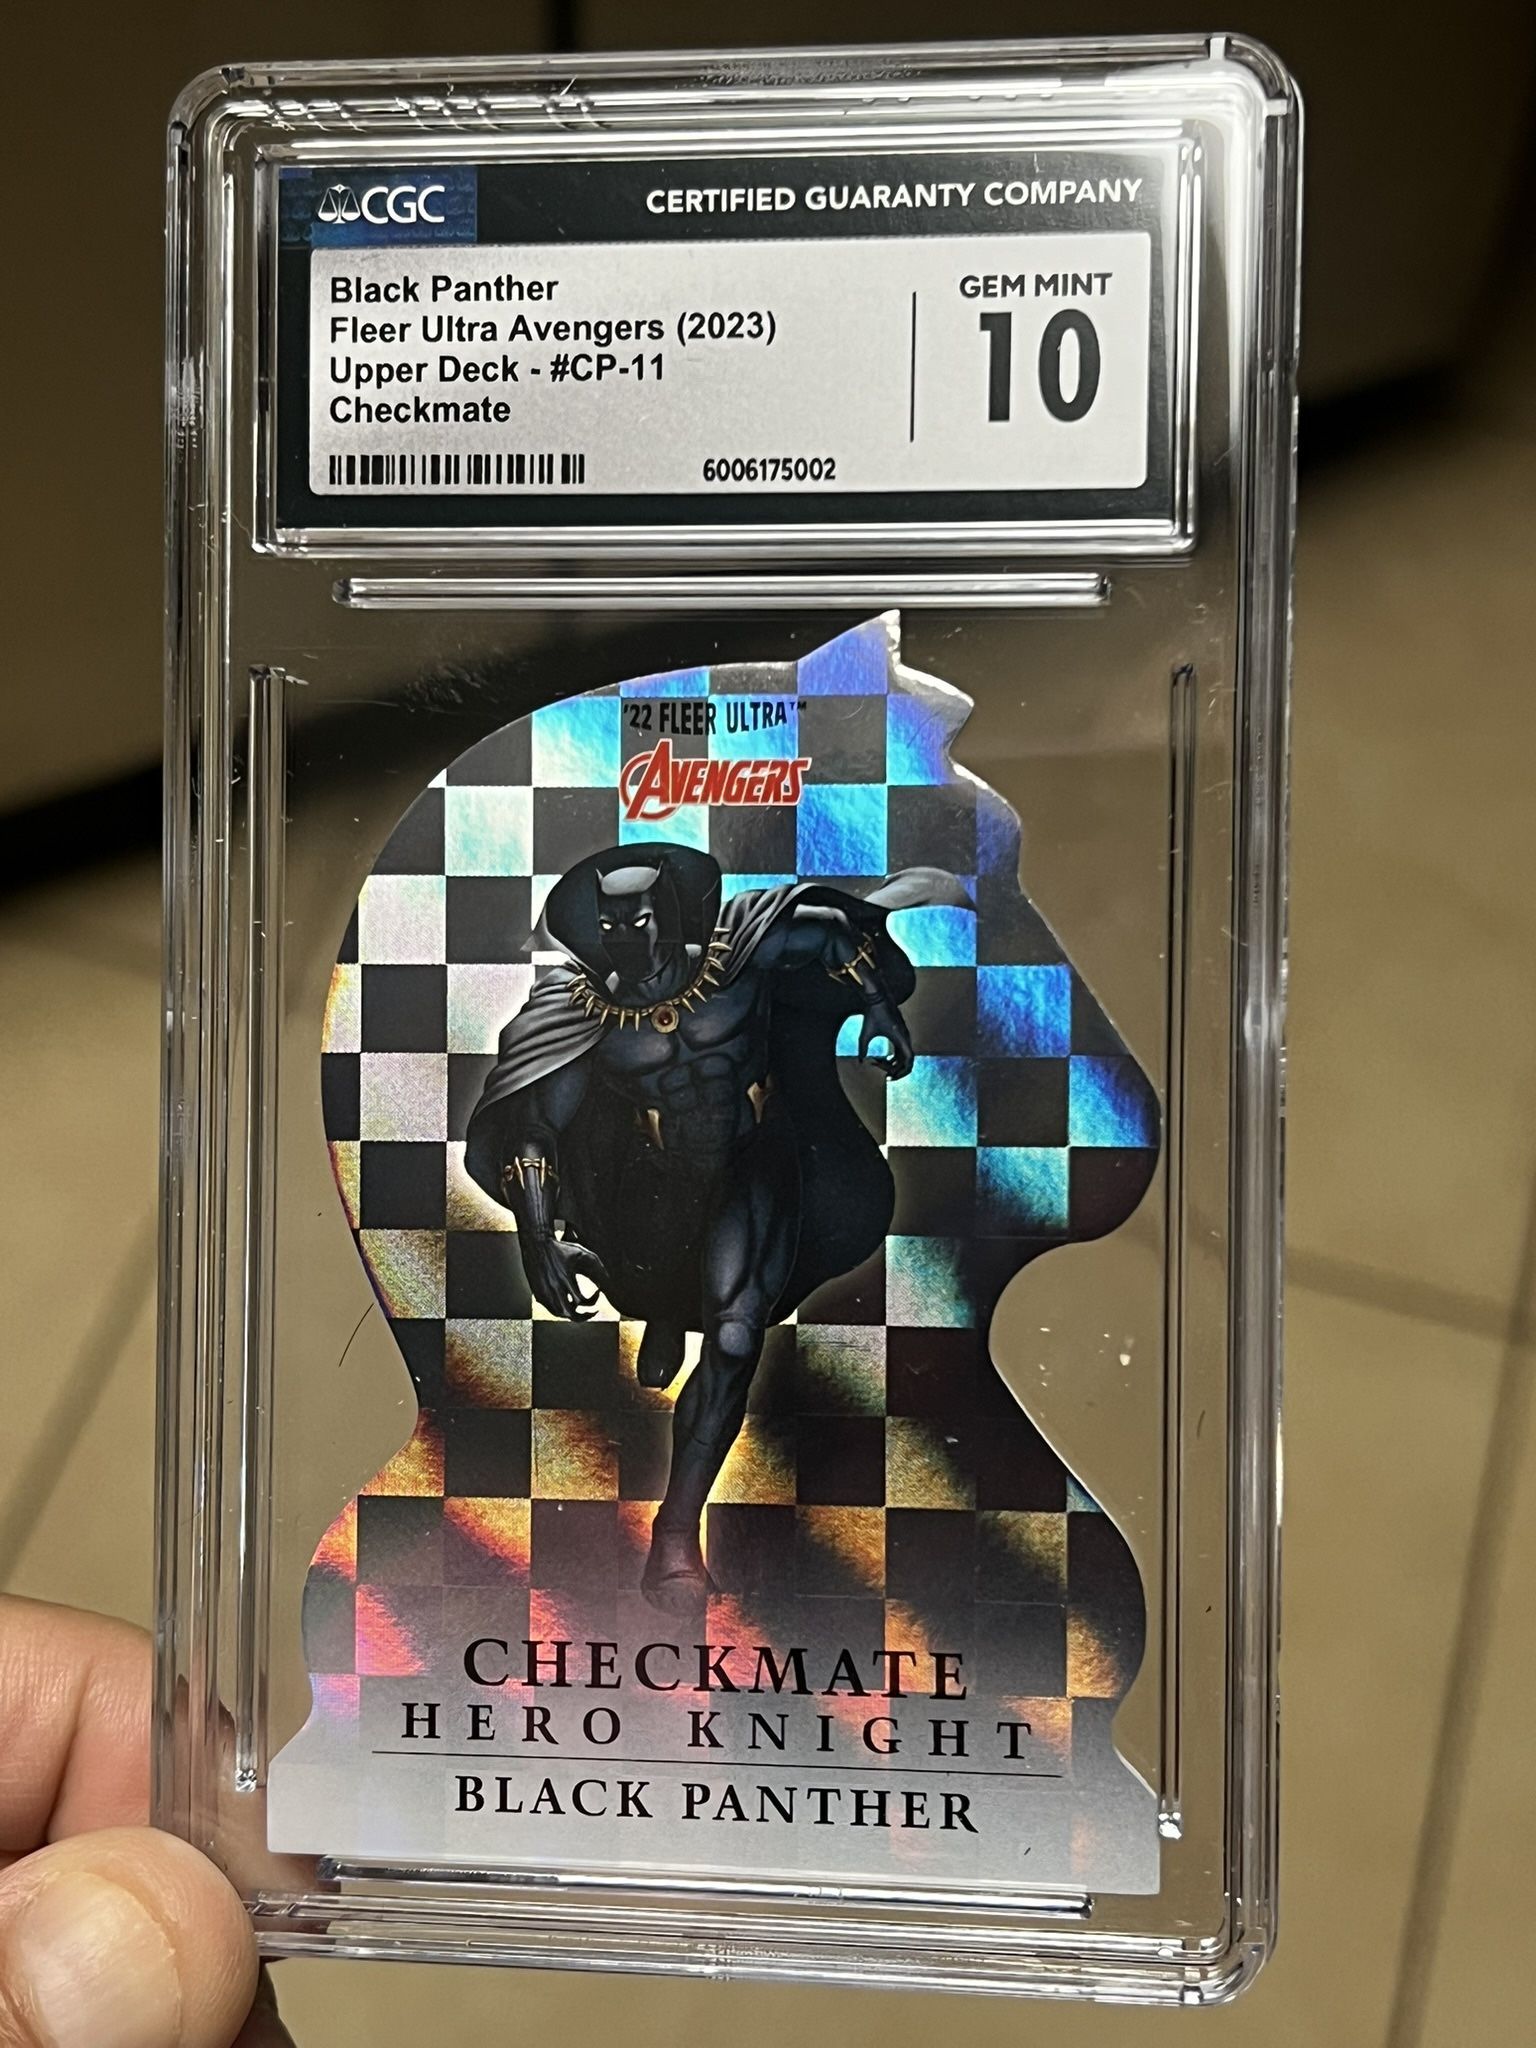 CGC
CERTIFIED GUARANTY COMPANY
Black Panther
Fleer Ultra Avengers (2023)
Upper Deck - #CP-11
Checkmate
GEM MINT
10
6006175002
'22 FLEER ULTRA™
AVENGERS
CHECKMATE
HERO KNIGHT
BLACK PANTHER